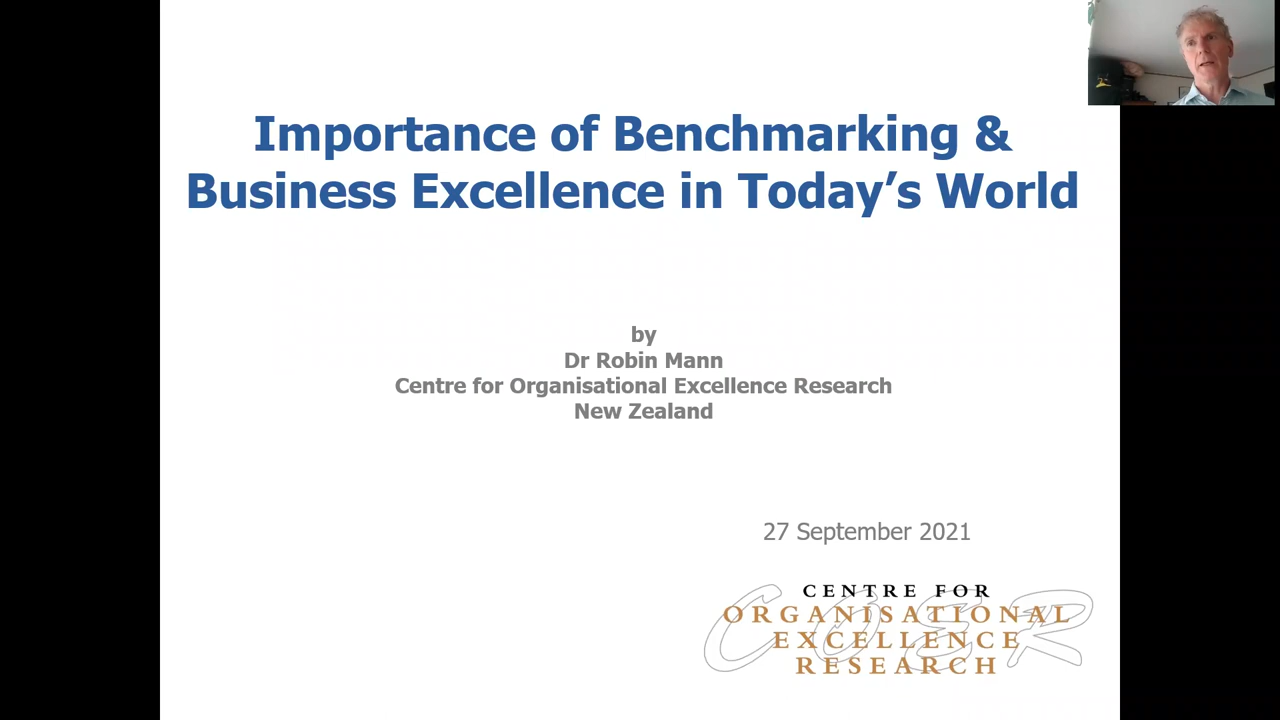 Importance of Benchmarking &
Business Excellence in Today’s World
by
Dr Robin Mann
Centre for Organisational Excellence Research
New Zealand
27 September 2021
COER
CENTRE FOR
ORGANISATIONAL
EXCELLENCE
RESEARCH